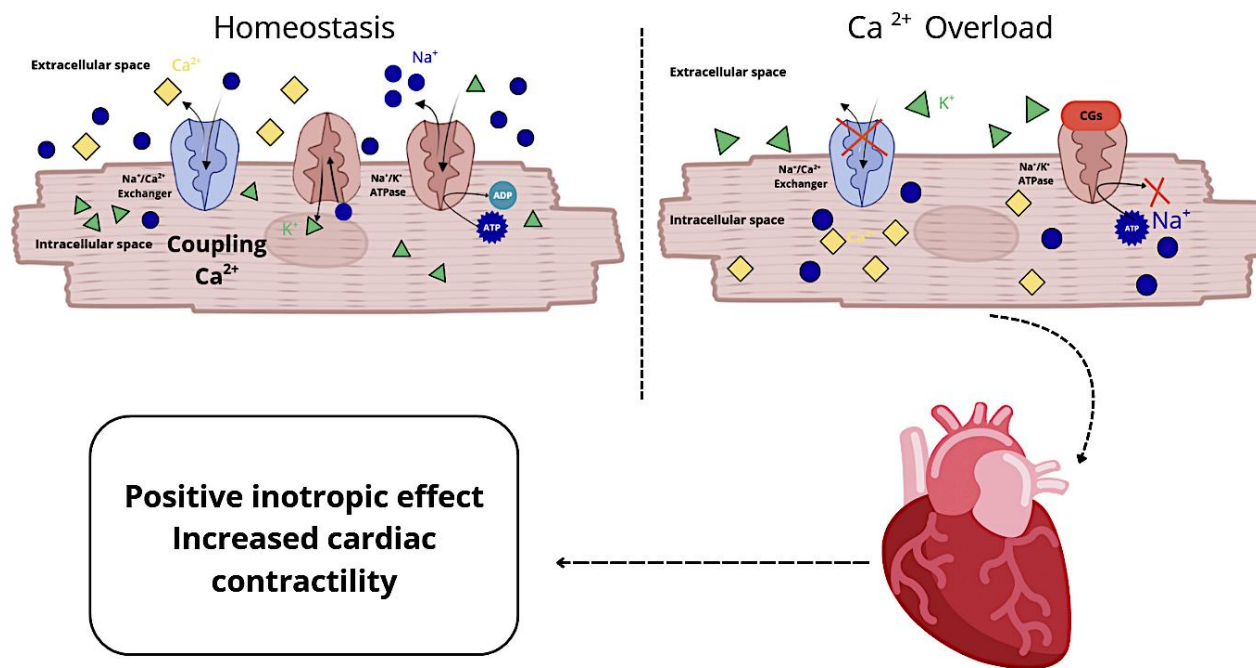 Homeostasis
Extracellular space
Ca²⁺
Na⁺
Na⁺/Ca²⁺
Exchanger
Na⁺/K⁺
ATPase
ADP
ATP
K⁺
Intracellular space
Coupling
Ca²⁺
Ca ²⁺ Overload
Extracellular space
K⁺
CGs
Na⁺/Ca²⁺
Exchanger
Na⁺/K⁺
ATPase
Intracellular space
Ca²⁺
ATP
Na⁺
Positive inotropic effect
Increased cardiac
contractility